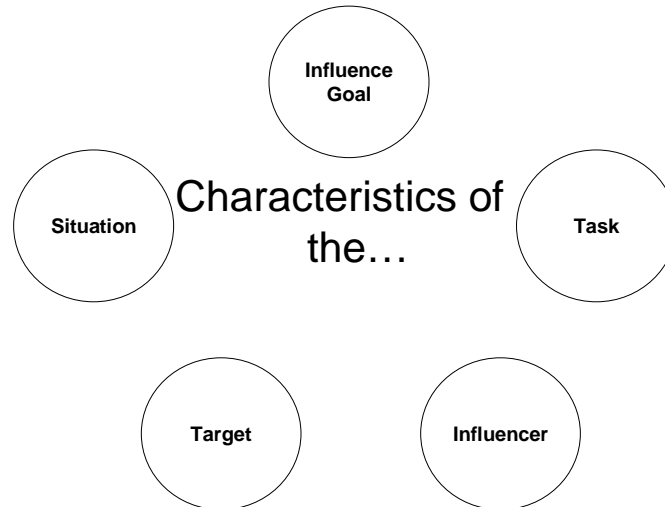 Influence
Goal
Characteristics of
the…
Situation
Task
Target
Influencer